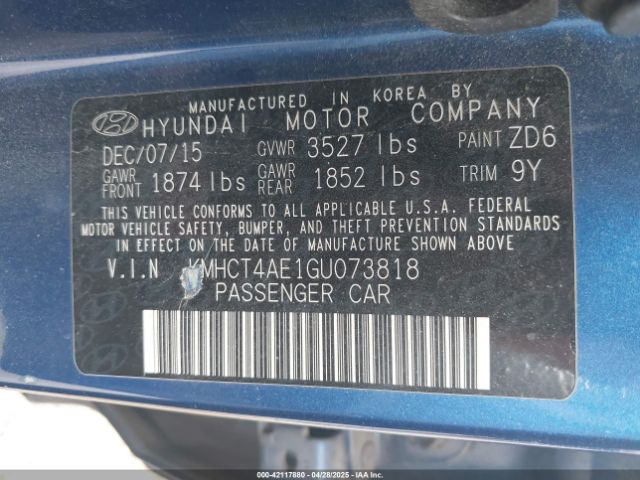 MANUFACTURED IN KOREA BY
HYUNDAI MOTOR COMPANY
DEC/07/15 GVWR 3527 lbs PAINT ZD6
GAWR FRONT 1874 lbs GAWR REAR 1852 lbs TRIM 9Y
THIS VEHICLE CONFORMS TO ALL APPLICABLE U.S.A. FEDERAL
MOTOR VEHICLE SAFETY, BUMPER, AND THEFT PREVENTION STANDARDS
IN EFFECT ON THE DATE OF MANUFACTURE SHOWN ABOVE.
V.I.N KMHCT4AE1GU073818
PASSENGER CAR
000-42117880 04/28/2025 IAAI.COM